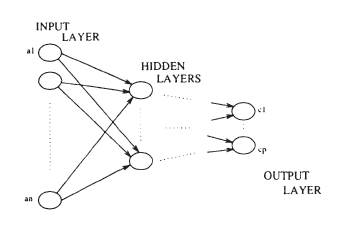 INPUT
LAYER
a1
HIDDEN
LAYERS
c1
cp
OUTPUT
LAYER
an